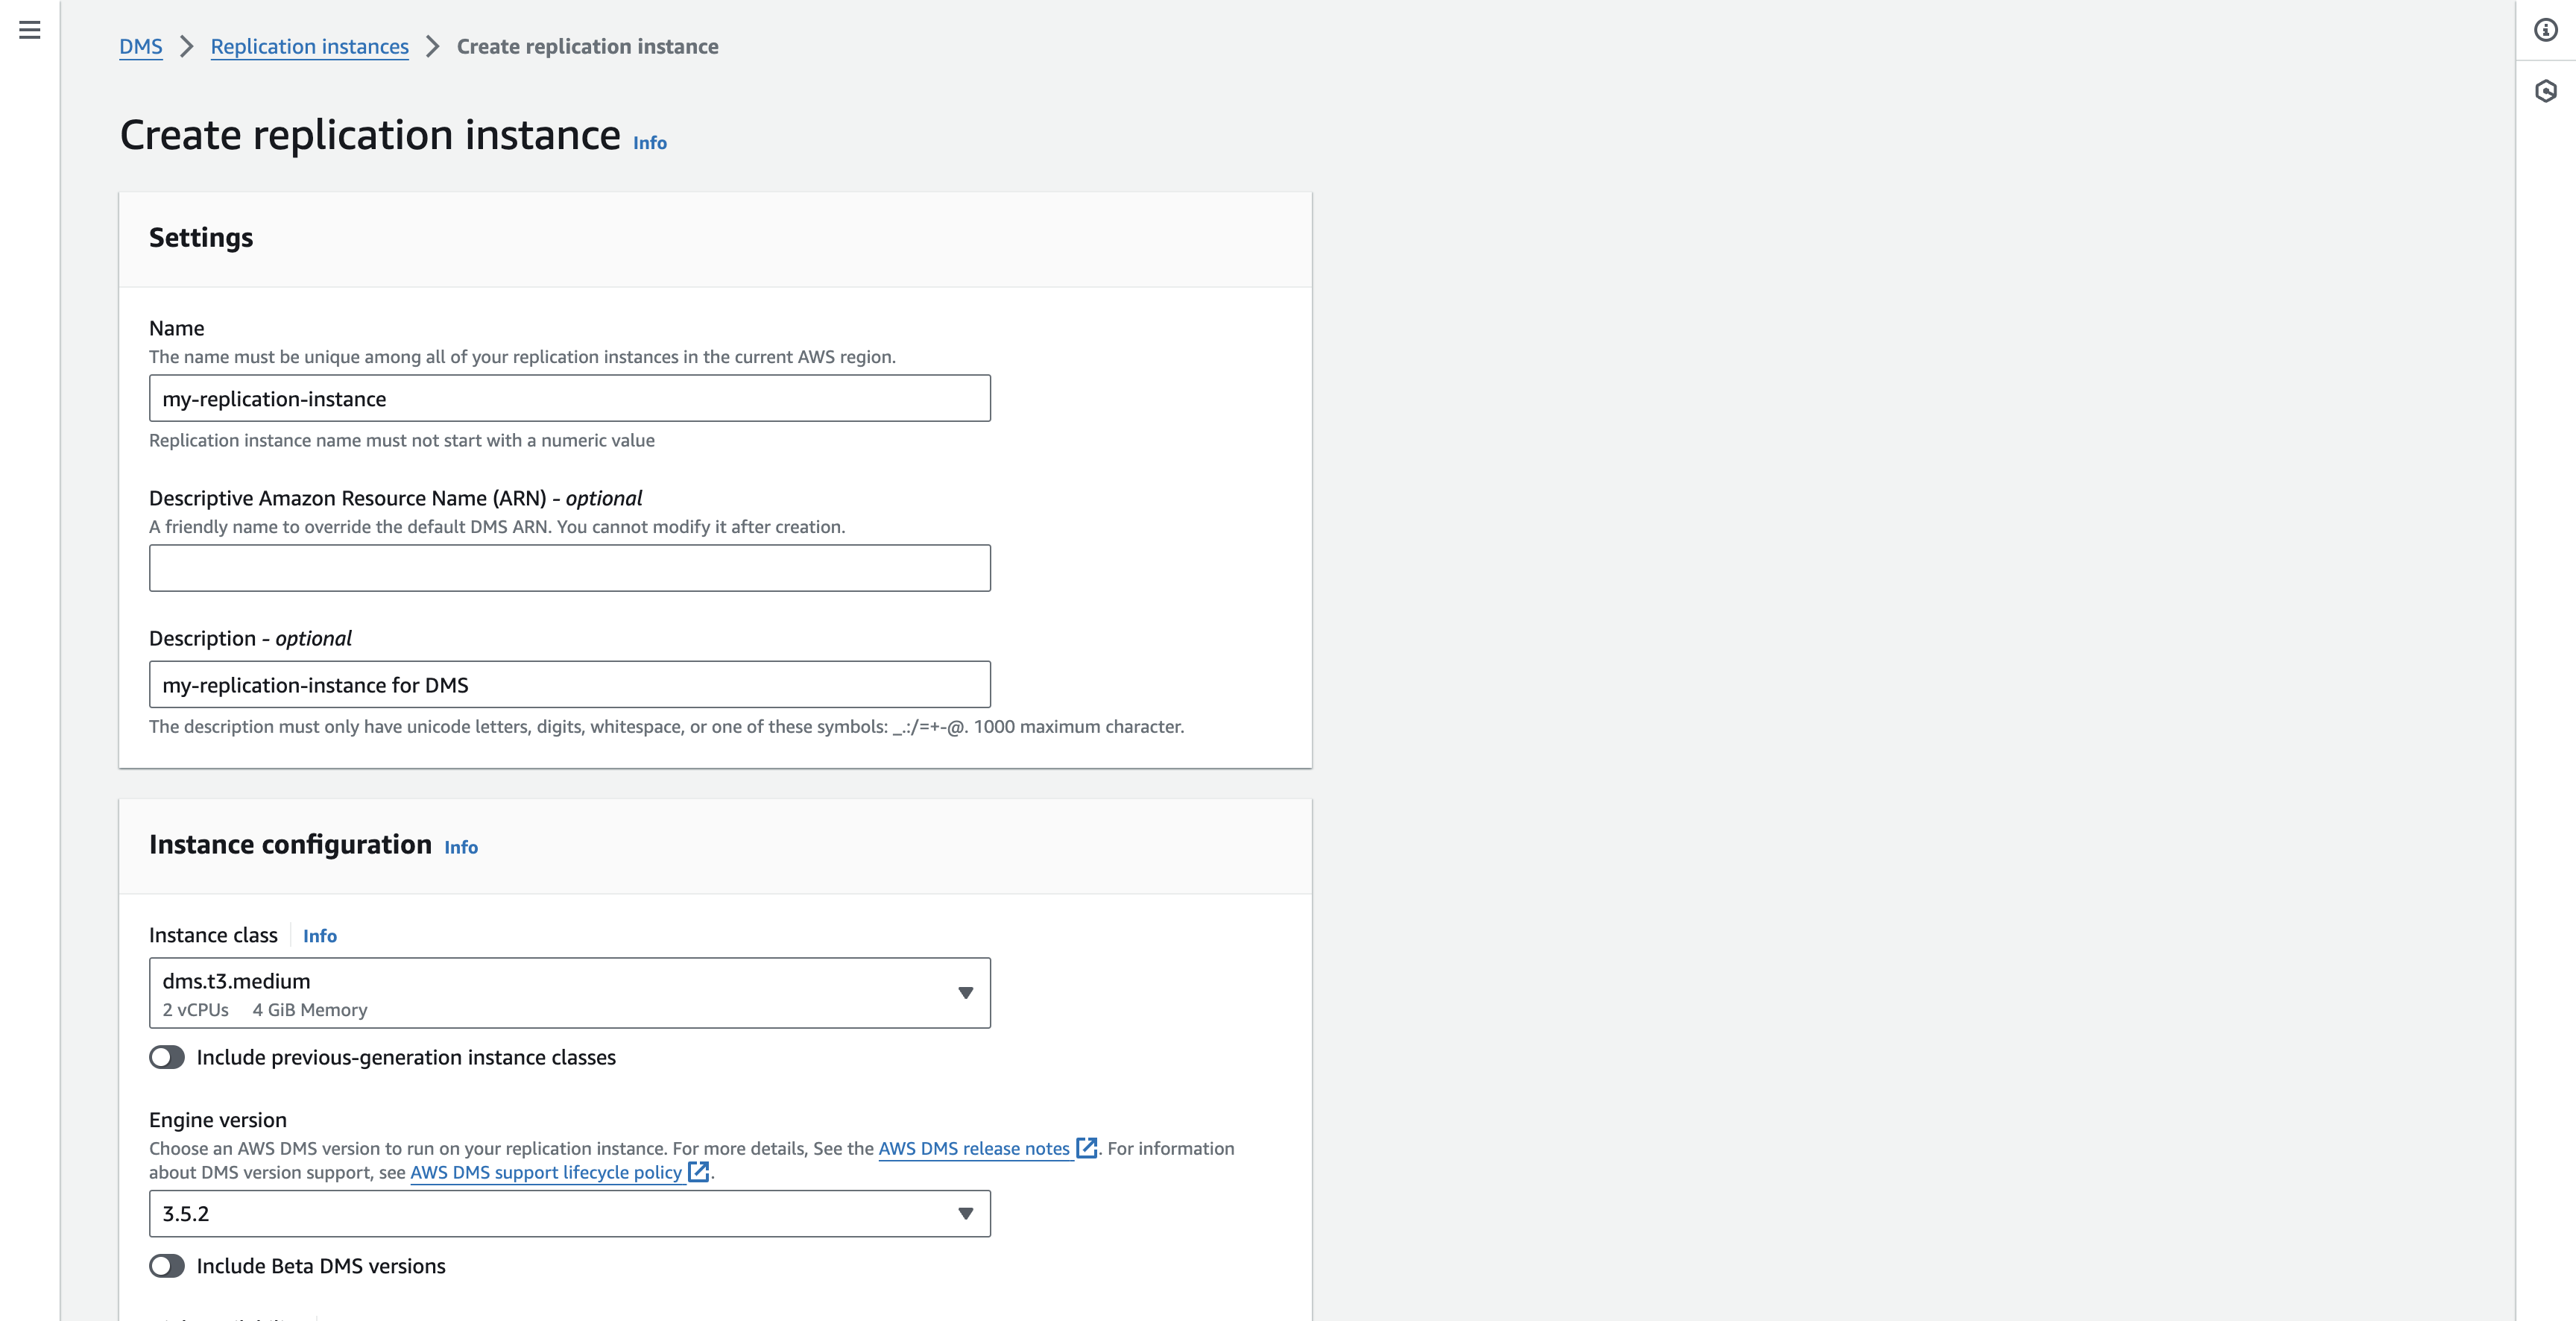 DMS > Replication instances > Create replication instance
Create replication instance Info
Settings
Name
The name must be unique among all of your replication instances in the current AWS region.
my-replication-instance
Replication instance name must not start with a numeric value
Descriptive Amazon Resource Name (ARN) - optional
A friendly name to override the default DMS ARN. You cannot modify it after creation.
Description - optional
my-replication-instance for DMS
The description must only have unicode letters, digits, whitespace, or one of these symbols: _.:/=+-@. 1000 maximum character.
Instance configuration Info
Instance class Info
dms.t3.medium
2 vCPUs 4 GiB Memory
Include previous-generation instance classes
Engine version
Choose an AWS DMS version to run on your replication instance. For more details, See the AWS DMS release notes. For information
about DMS version support, see AWS DMS support lifecycle policy.
3.5.2
Include Beta DMS versions